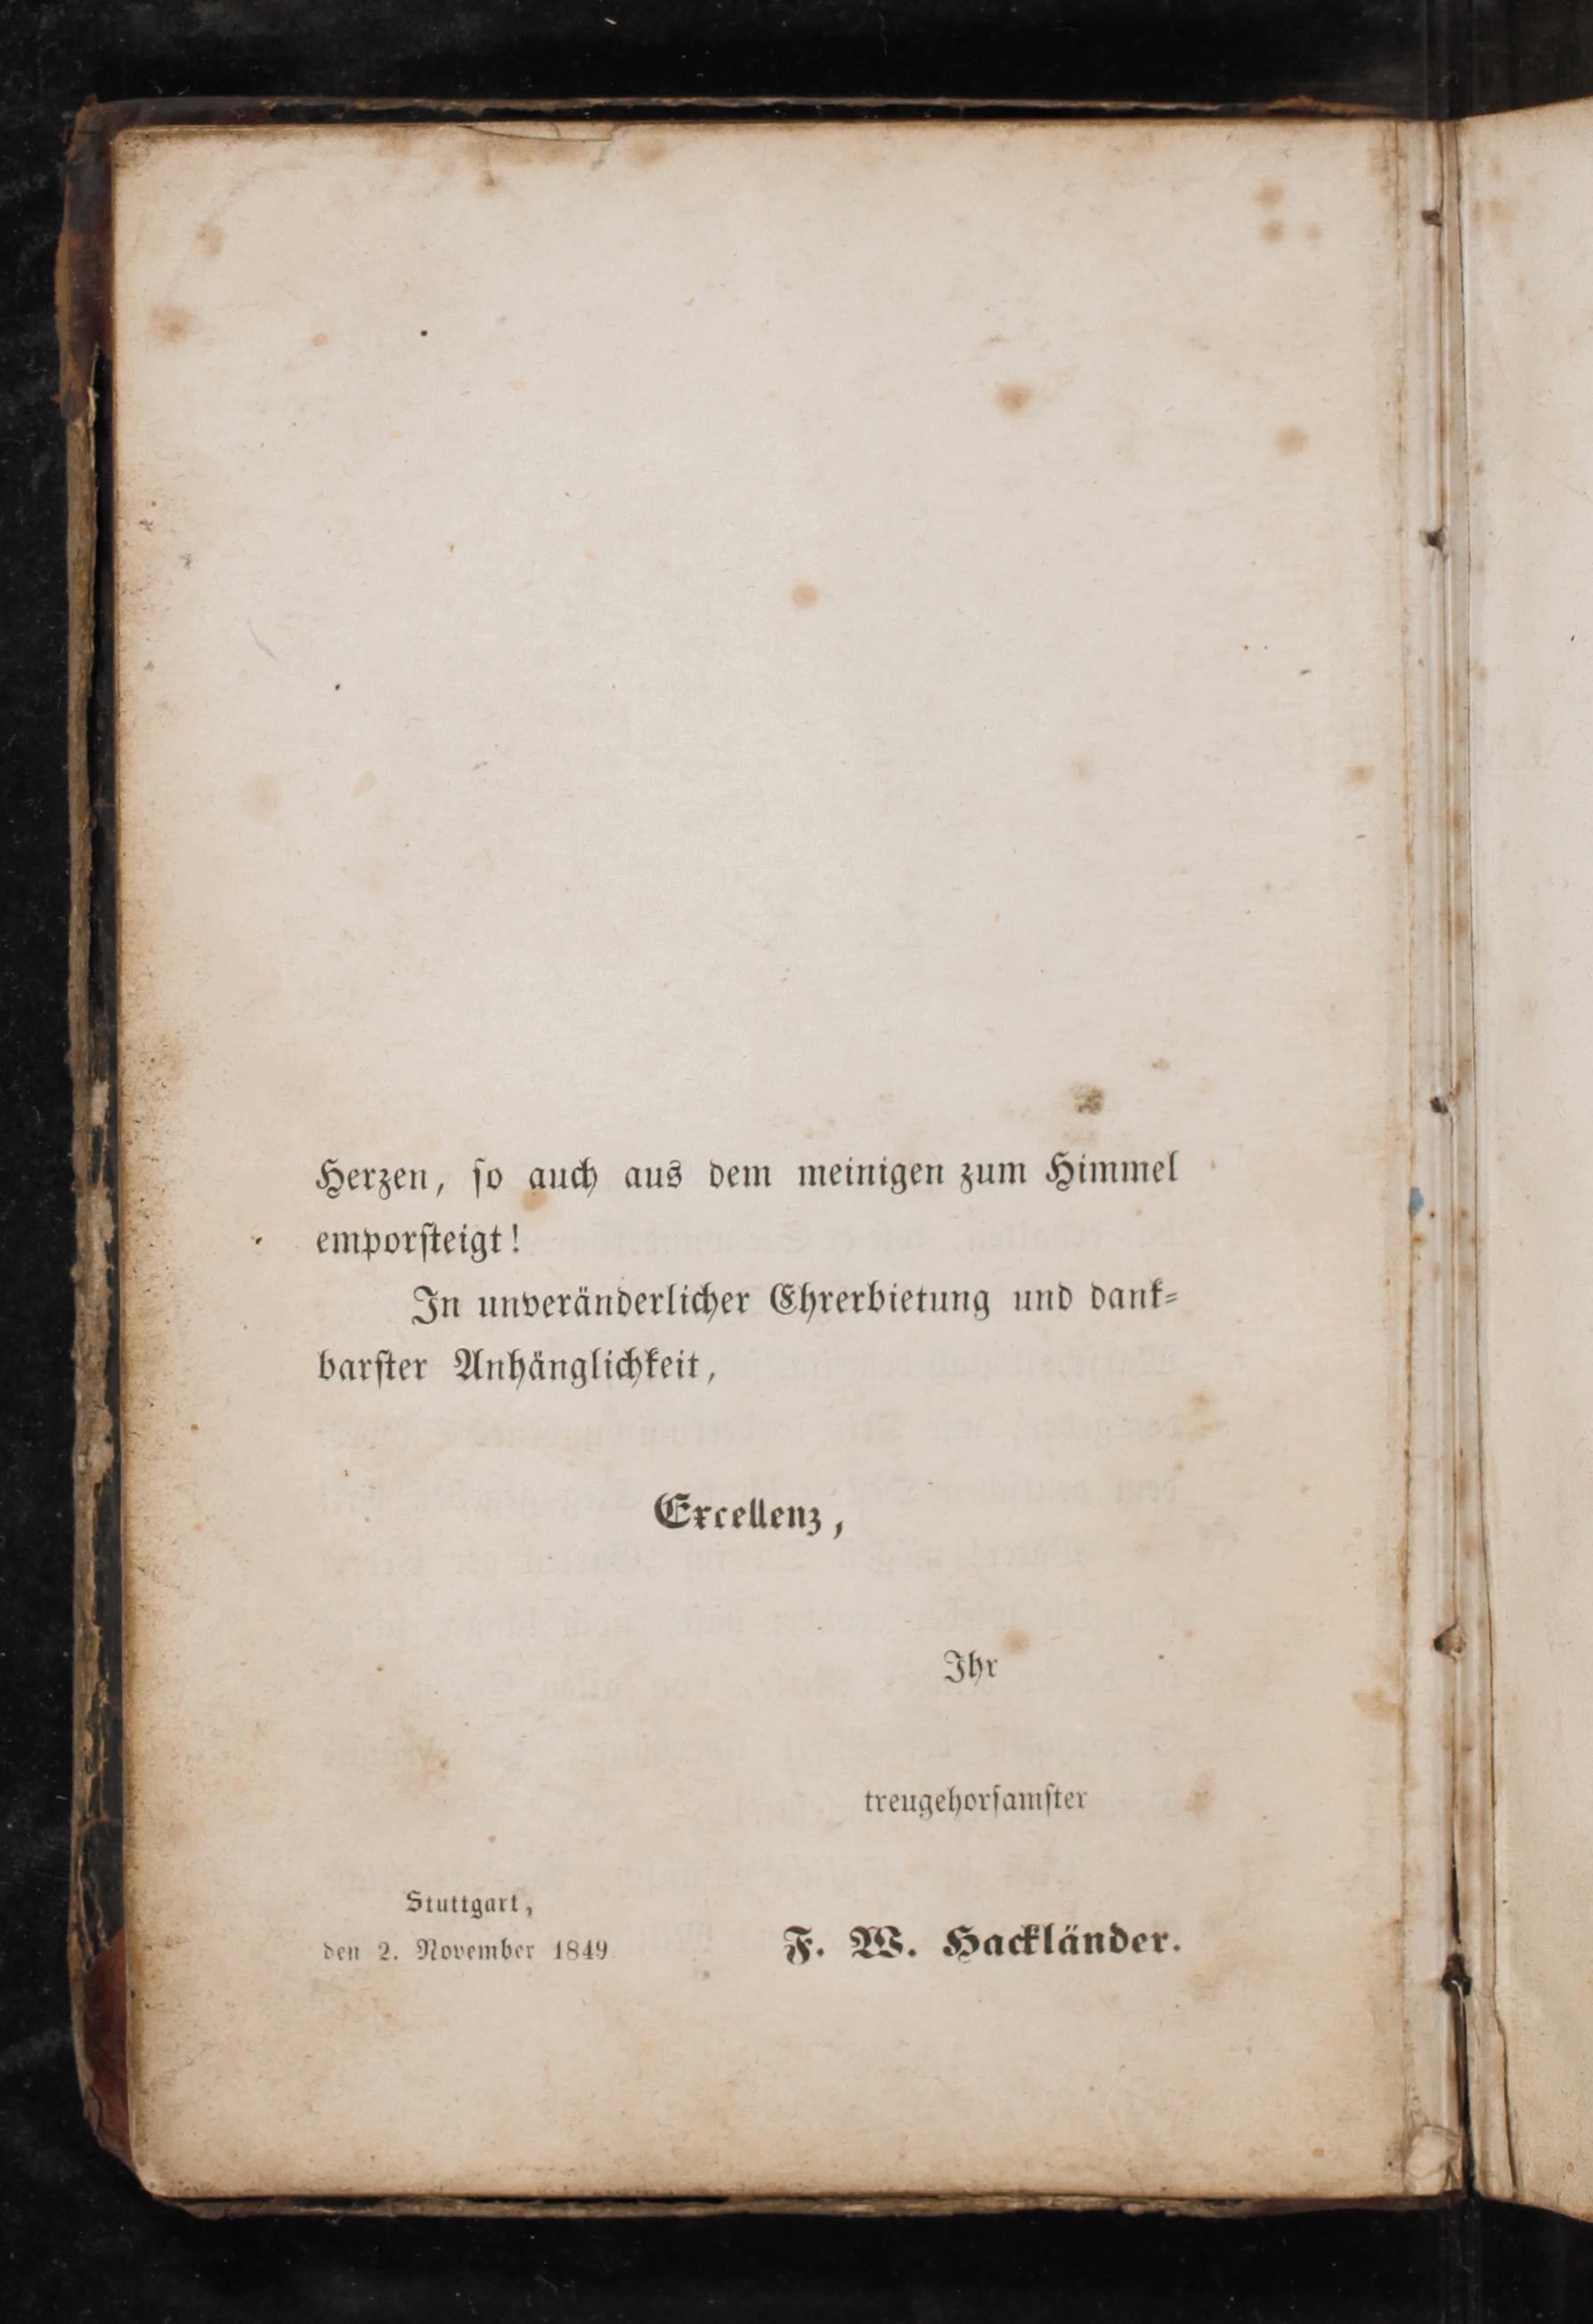 Herzen, ſo auch aus dem meinigen zum Himmel
emporſteigt!
In unveränderlicher Ehrerbietung und dank-
barſter Anhänglichkeit,
Excellenz,
Ihr
treugehorſamſter
Stuttgart,
den 2. November 1849.
F. W. Hackländer.